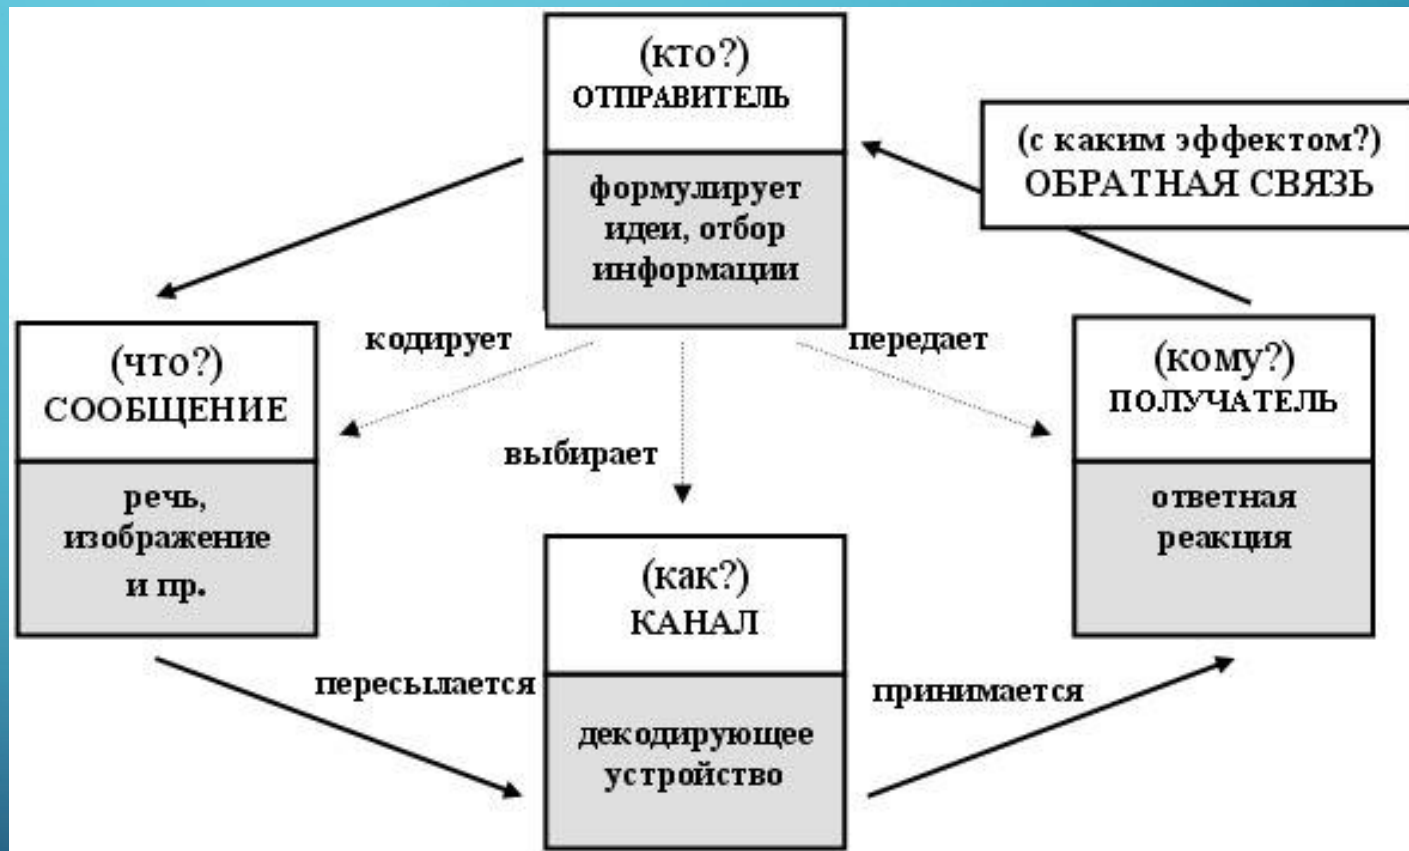 (кто?)
ОТПРАВИТЕЛЬ
формулирует
идеи, отбор
информации
(с каким эффектом?)
ОБРАТНАЯ СВЯЗЬ
кодирует
передает
выбирает
(что?)
СООБЩЕНИЕ
речь,
изображение
и пр.
(кому?)
ПОЛУЧАТЕЛЬ
ответная
реакция
(как?)
КАНАЛ
декодирующее
устройство
пересылается
принимается